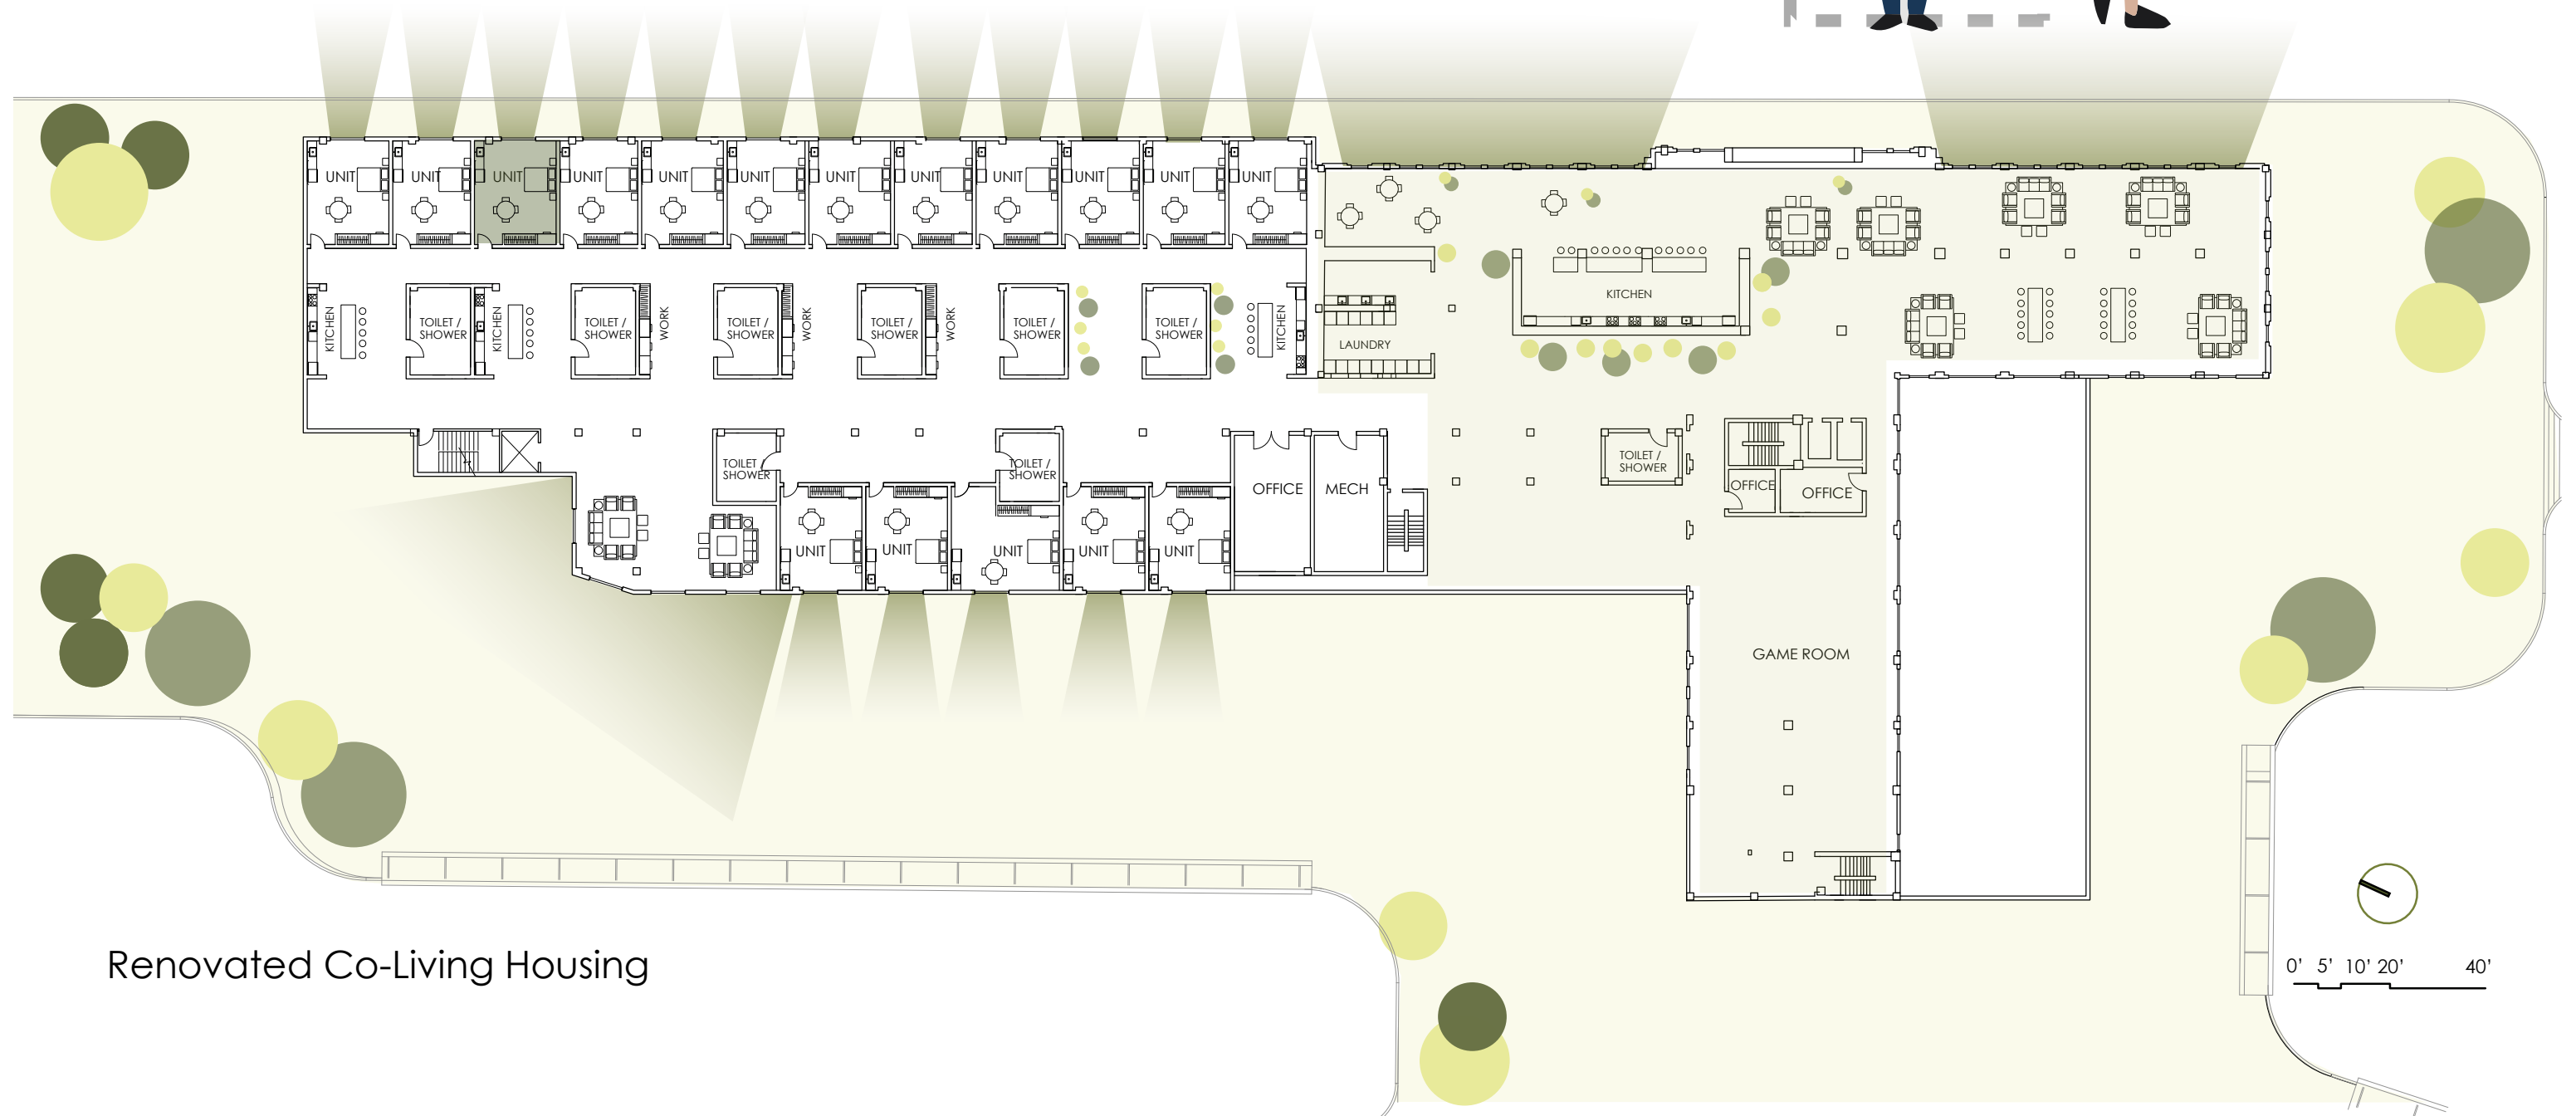 UNIT UNIT UNIT UNIT UNIT UNIT UNIT UNIT UNIT UNIT UNIT UNIT
KITCHEN
TOILET /
SHOWER
KITCHEN
TOILET /
SHOWER
WORK
TOILET /
SHOWER
WORK
TOILET /
SHOWER
WORK
TOILET /
SHOWER
TOILET /
SHOWER
KITCHEN
LAUNDRY
KITCHEN
TOILET /
SHOWER
TOILET /
SHOWER
OFFICE
MECH
TOILET /
SHOWER
OFFICE
OFFICE
UNIT UNIT UNIT UNIT UNIT
GAME ROOM
Renovated Co-Living Housing
0' 5' 10' 20' 40'